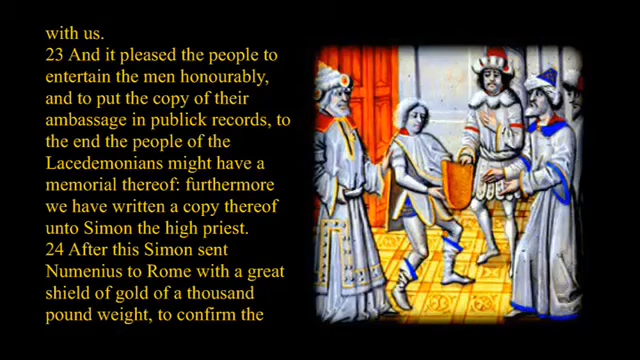 with us.
23 And it pleased the people to
entertain the men honourably,
and to put the copy of their
ambassage in publick records, to
the end the people of the
Lacedemonians might have a
memorial thereof: furthermore
we have written a copy thereof
unto Simon the high priest.
24 After this Simon sent
Numenius to Rome with a great
shield of gold of a thousand
pound weight, to confirm the